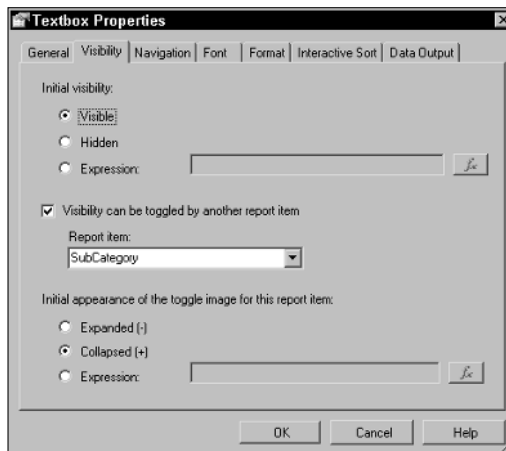 Textbox Properties
General Visibility Navigation Font Format Interactive Sort Data Output
Initial visibility:
Visible
Hidden
Expression: fx
Visibility can be toggled by another report item
Report item:
SubCategory
Initial appearance of the toggle image for this report item:
Expanded (-)
Collapsed (+)
Expression: fx
OK Cancel Help